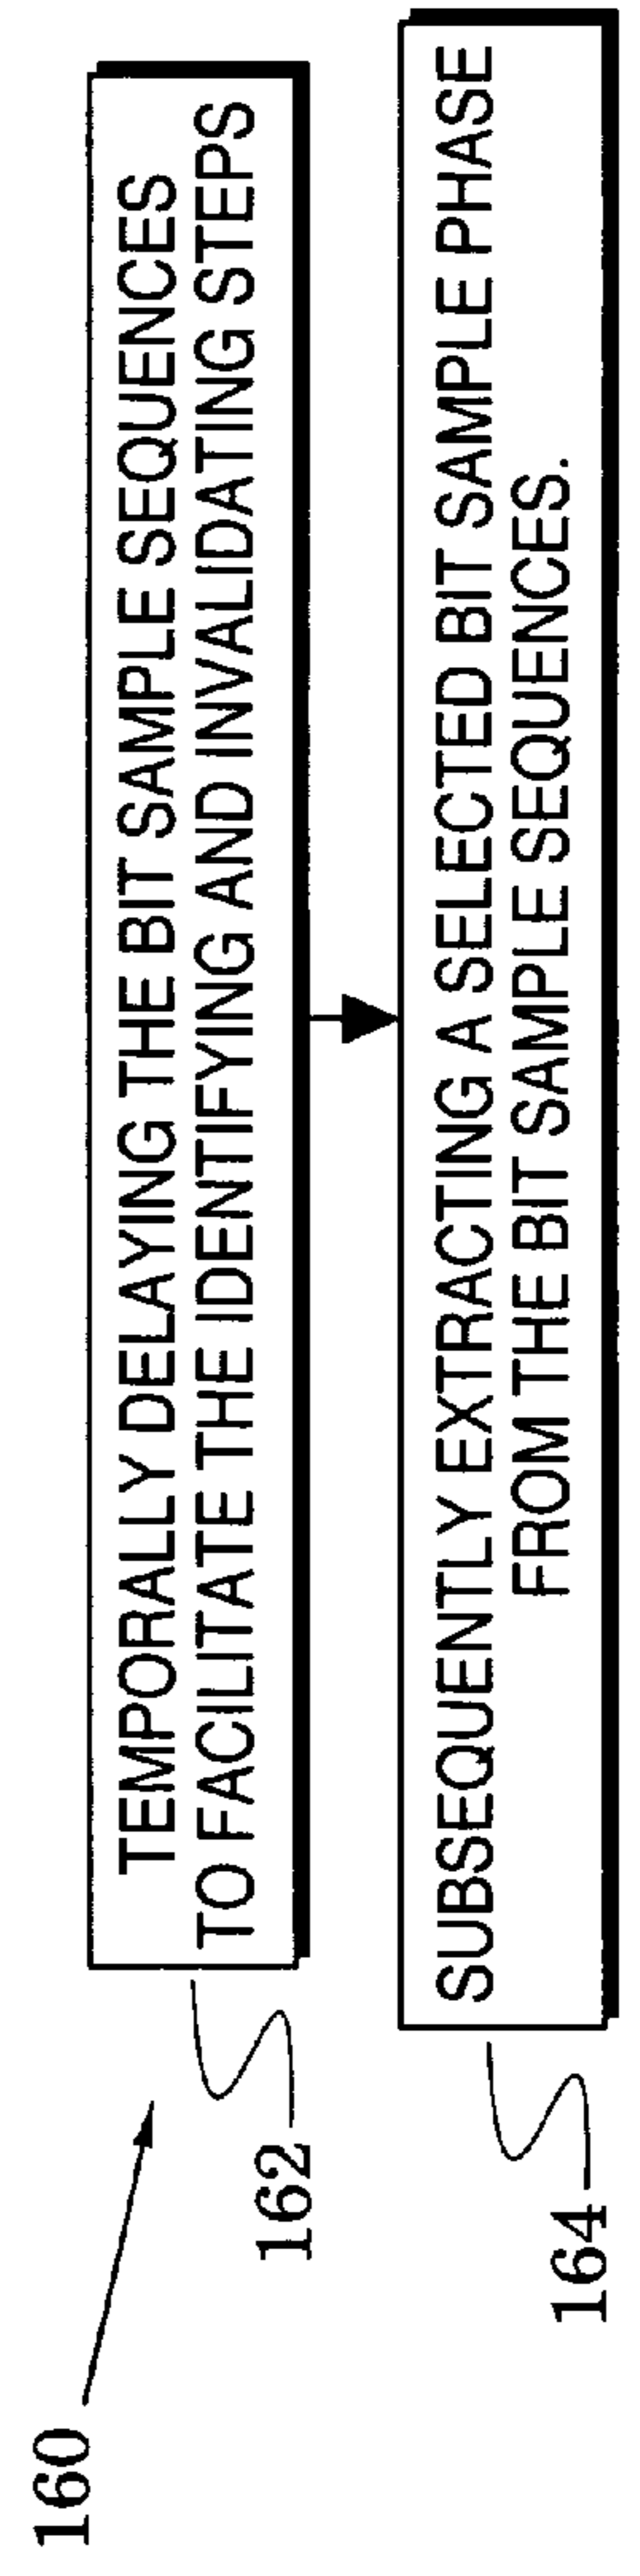 160
TEMPORALLY DELAYING THE BIT SAMPLE SEQUENCES
TO FACILITATE THE IDENTIFYING AND INVALIDATING STEPS
162
SUBSEQUENTLY EXTRACTING A SELECTED BIT SAMPLE PHASE
FROM THE BIT SAMPLE SEQUENCES.
164